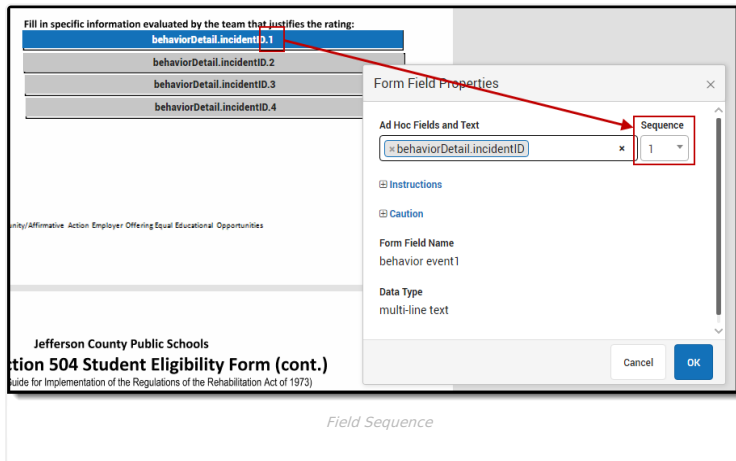 Fill in specific information evaluated by the team that justifies the rating:
behaviorDetail.incidentID.1
behaviorDetail.incidentID.2
behaviorDetail.incidentID.3
behaviorDetail.incidentID.4
Form Field Properties
×
Ad Hoc Fields and Text
Sequence
× behaviorDetail.incidentID
×
1
Instructions
Caution
Form Field Name
behavior event1
Data Type
multi-line text
Cancel
OK
nity/Affirmative Action Employer Offering Equal Educational Opportunities
Jefferson County Public Schools
ction 504 Student Eligibility Form (cont.)
uide for Implementation of the Regulations of the Rehabilitation Act of 1973)
Field Sequence